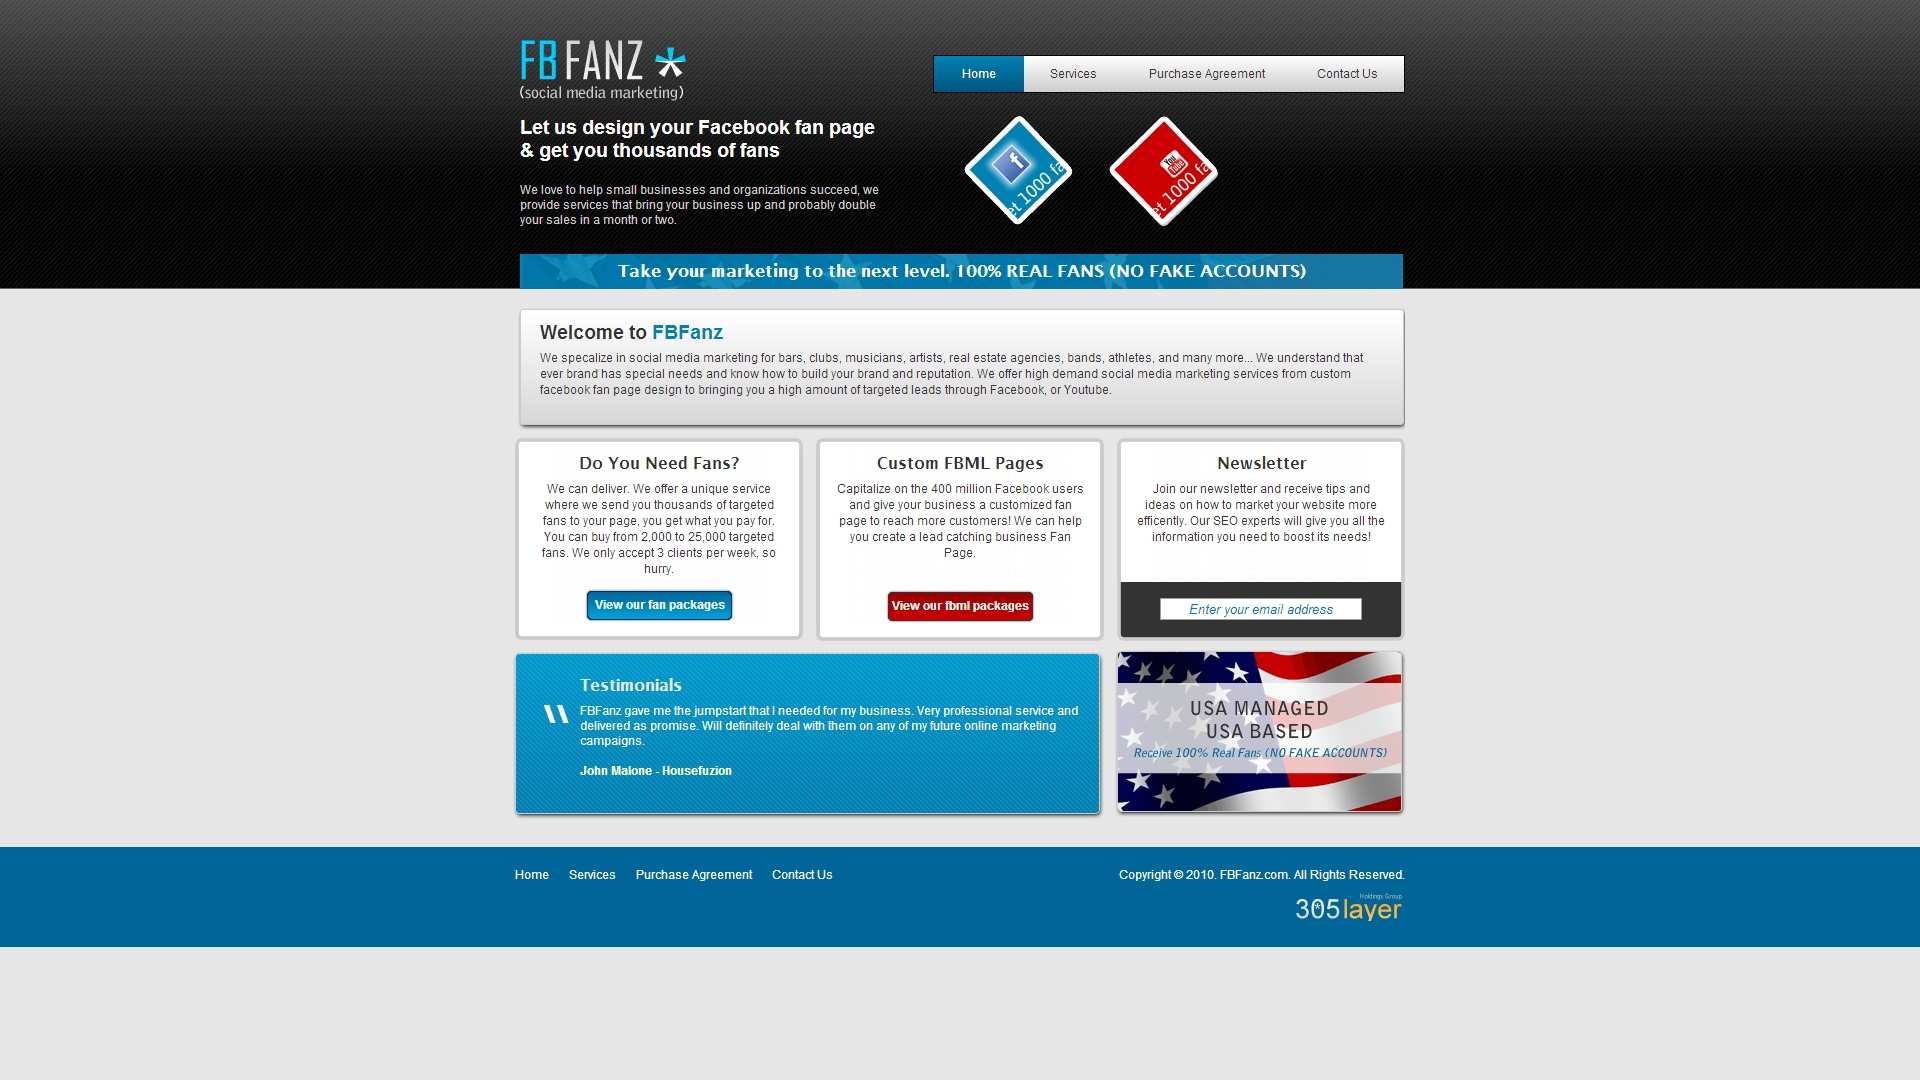 FBFANZ *
(social media marketing)
Home Services Purchase Agreement Contact Us
Let us design your Facebook fan page
& get you thousands of fans
We love to help small businesses and organizations succeed, we
provide services that bring your business up and probably double
your sales in a month or two.
f
et 1000 fa
You Tube
et 1000 fa
Take your marketing to the next level. 100% REAL FANS (NO FAKE ACCOUNTS)
Welcome to FBFanz
We specalize in social media marketing for bars, clubs, musicians, artists, real estate agencies, bands, athletes, and many more... We understand that
ever brand has special needs and know how to build your brand and reputation. We offer high demand social media marketing services from custom
facebook fan page design to bringing you a high amount of targeted leads through Facebook, or Youtube.
Do You Need Fans?
We can deliver. We offer a unique service
where we send you thousands of targeted
fans to your page, you get what you pay for.
You can buy from 2,000 to 25,000 targeted
fans. We only accept 3 clients per week, so
hurry.
View our fan packages
Custom FBML Pages
Capitalize on the 400 million Facebook users
and give your business a customized fan
page to reach more customers! We can help
you create a lead catching business Fan
Page.
View our fbml packages
Newsletter
Join our newsletter and receive tips and
ideas on how to market your website more
efficently. Our SEO experts will give you all the
information you need to boost its needs!
Enter your email address
Testimonials
FBFanz gave me the jumpstart that I needed for my business. Very professional service and
delivered as promise. Will definitely deal with them on any of my future online marketing
campaigns.
John Malone - Housefuzion
USA MANAGED
USA BASED
Receive 100% Real Fans (NO FAKE ACCOUNTS)
Home Services Purchase Agreement Contact Us
Copyright © 2010. FBFanz.com. All Rights Reserved.
Holdings Group
305layer